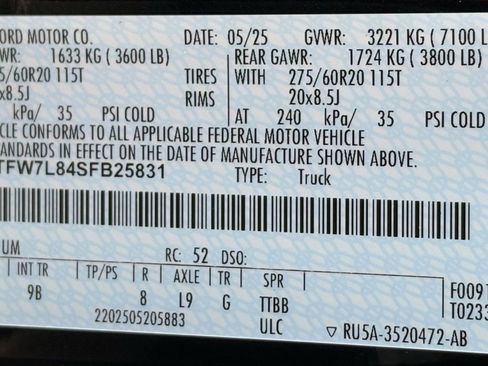 ORD MOTOR CO. DATE: 05/25 GVWR: 3221 KG ( 7100 L
WR: 1633 KG ( 3600 LB) REAR GAWR: 1724 KG ( 3800 LB)
5/60R20 115T TIRES WITH 275/60R20 115T
x8.5J RIMS 20x8.5J
kPa/ 35 PSI COLD AT 240 kPa/ 35 PSI COLD
CLE CONFORMS TO ALL APPLICABLE FEDERAL MOTOR VEHICLE
STANDARDS IN EFFECT ON THE DATE OF MANUFACTURE SHOWN ABOVE.
TFW7L84SFB25831 TYPE: Truck
UM RC: 52 DSO:
INT TR TP/PS R AXLE TR SPR F0091
9B 8 L9 G TTBB T0233
2202505205883 ULC ▽ RU5A-3520472-AB